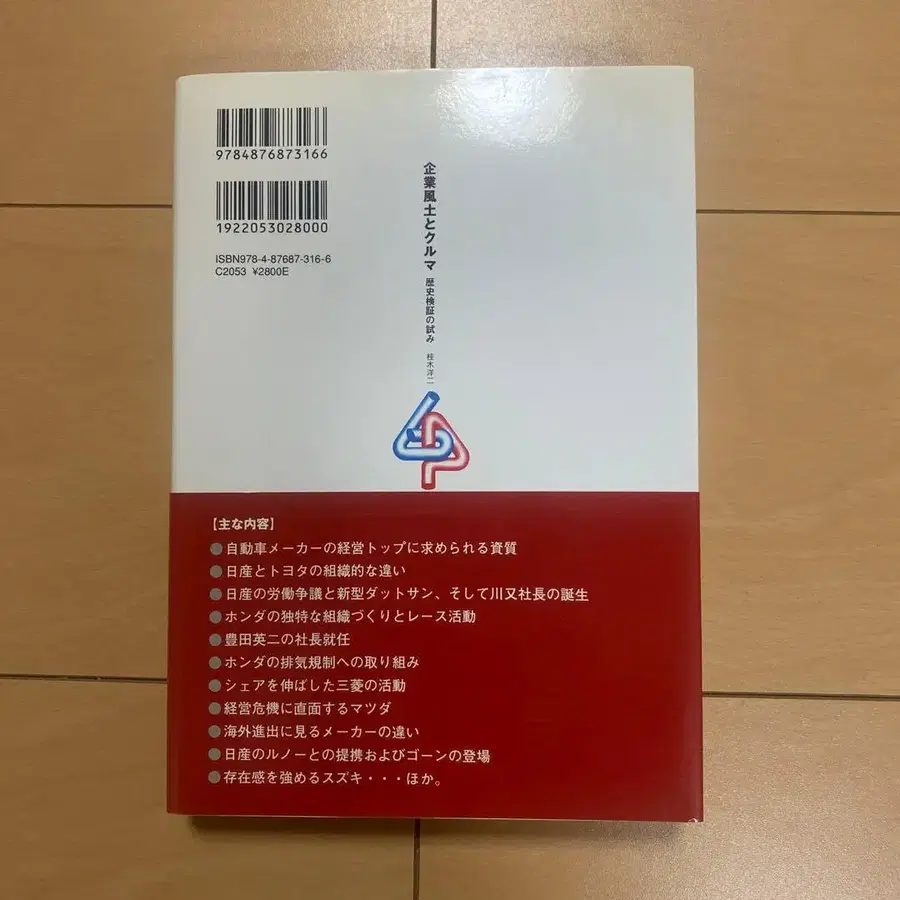 9784876873166
1922053028000
ISBN978-4-87687-316-6
C2053 ¥2800E
企業風土とクルマ 歴史検証の試み 桂木洋二
【主な内容】
●自動車メーカーの経営トップに求められる資質
●日産とトヨタの組織的な違い
●日産の労働争議と新型ダットサン、そして川又社長の誕生
●ホンダの独特な組織づくりとレース活動
●豊田英二の社長就任
●ホンダの排気規制への取り組み
●シェアを伸ばした三菱の活動
●経営危機に直面するマツダ
●海外進出に見るメーカーの違い
●日産のルノーとの提携およびゴーンの登場
●存在感を強めるスズキ・・・ほか。